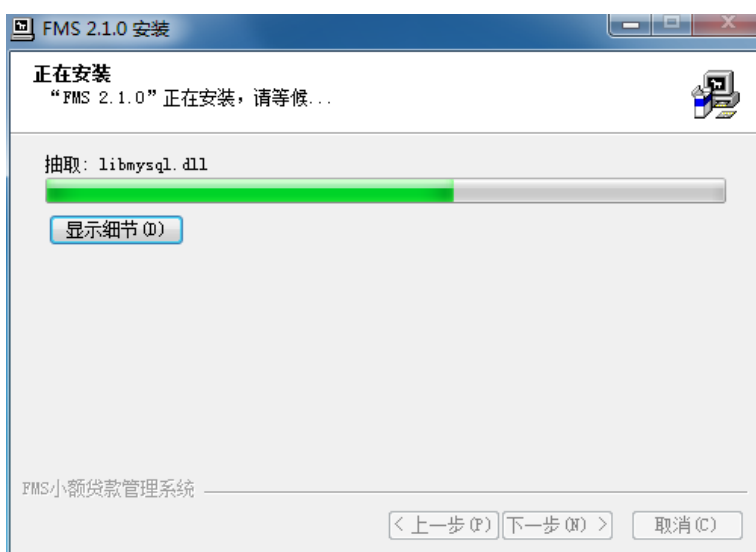 FMS 2.1.0 安装
正在安装
“FMS 2.1.0”正在安装，请等候...
抽取: libmysql.dll
显示细节(D)
FMS小额贷款管理系统
< 上一步(P) 下一步(N) > 取消(C)